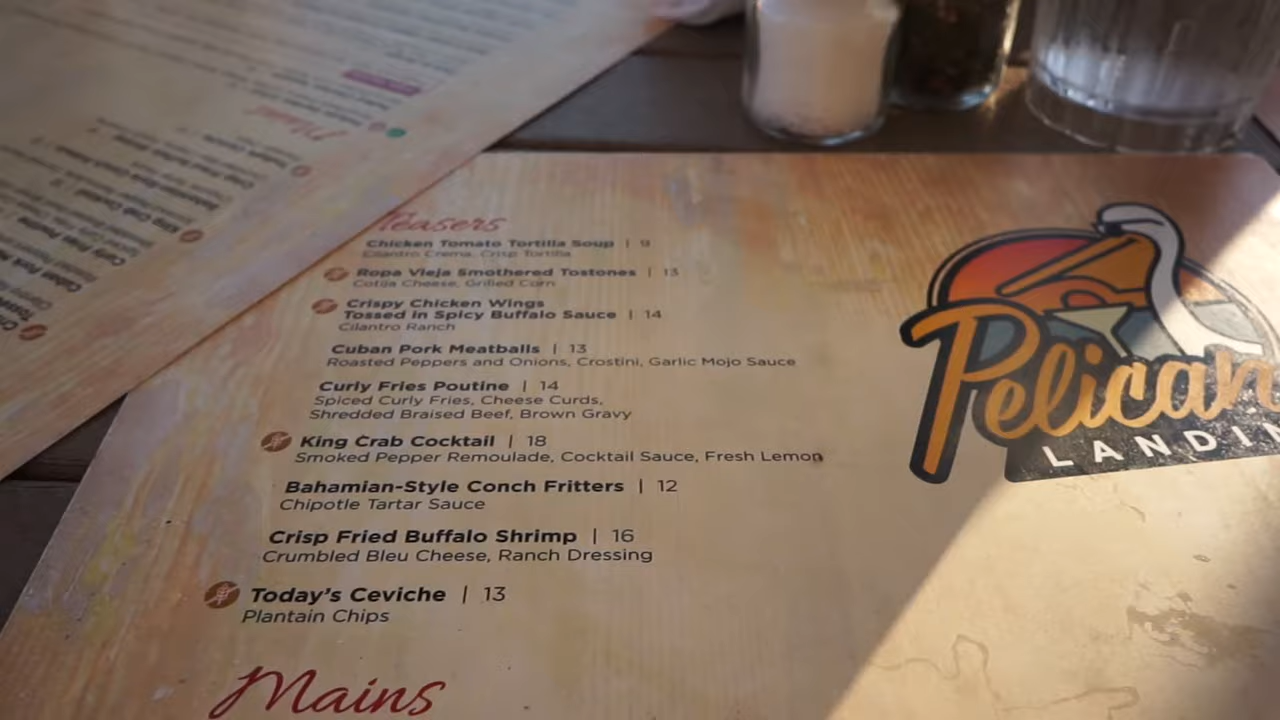 Teasers
Chicken Tomato Tortilla Soup | 9
Cilantro Crema, Crisp Tortilla
Ropa Vieja Smothered Tostones | 13
Cotija Cheese, Grilled Corn
Crispy Chicken Wings
Tossed in Spicy Buffalo Sauce | 14
Cilantro Ranch
Cuban Pork Meatballs | 13
Roasted Peppers and Onions, Crostini, Garlic Mojo Sauce
Curly Fries Poutine | 14
Spiced Curly Fries, Cheese Curds,
Shredded Braised Beef, Brown Gravy
King Crab Cocktail | 18
Smoked Pepper Remoulade, Cocktail Sauce, Fresh Lemon
Bahamian-Style Conch Fritters | 12
Chipotle Tartar Sauce
Crisp Fried Buffalo Shrimp | 16
Crumbled Bleu Cheese, Ranch Dressing
Today's Ceviche | 13
Plantain Chips
Mains
Pelican
LANDIN